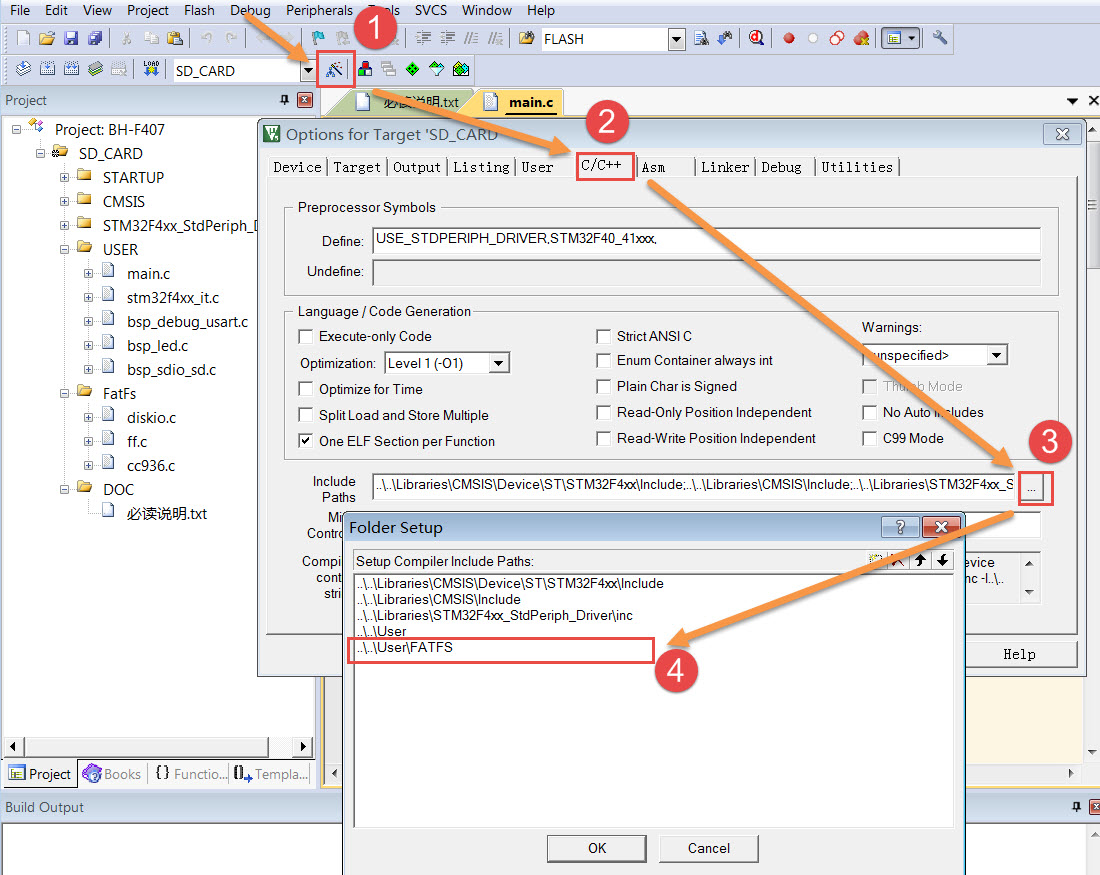 File Edit View Project Flash Debug Peripherals Tools SVCS Window Help
1
FLASH
LOAD
SD_CARD
Project
必读说明.txt
main.c
Project: BH-F407
SD_CARD
STARTUP
CMSIS
STM32F4xx_StdPeriph_D
USER
main.c
stm32f4xx_it.c
bsp_debug_usart.c
bsp_led.c
bsp_sdio_sd.c
FatFs
diskio.c
ff.c
cc936.c
DOC
必读说明.txt
Project Books {} Functio... Templa...
Build Output
2
Options for Target 'SD_CARD
Device Target Output Listing User C/C++ Asm Linker Debug Utilities
Preprocessor Symbols
Define: USE_STDPERIPH_DRIVER,STM32F40_41xxx,
Undefine:
Language / Code Generation
Execute-only Code
Strict ANSI C
Warnings:
Optimization: Level 1 (-O1)
Enum Container always int
unspecified>
Optimize for Time
Plain Char is Signed
Thumb Mode
Split Load and Store Multiple
Read-Only Position Independent
No Auto Includes
One ELF Section per Function
Read-Write Position Independent
C99 Mode
3
Include
Paths
..\..\Libraries\CMSIS\Device\ST\STM32F4xx\Include;..\..\Libraries\CMSIS\Include;..\..\Libraries\STM32F4xx_S
...
Mi
Contro
Compi
cont
stri
evice
nc -I..\..
Help
Folder Setup
Setup Compiler Include Paths:
..\..\Libraries\CMSIS\Device\ST\STM32F4xx\Include
..\..\Libraries\CMSIS\Include
..\..\Libraries\STM32F4xx_StdPeriph_Driver\inc
..\..\User
..\..\User\FATFS
4
OK Cancel